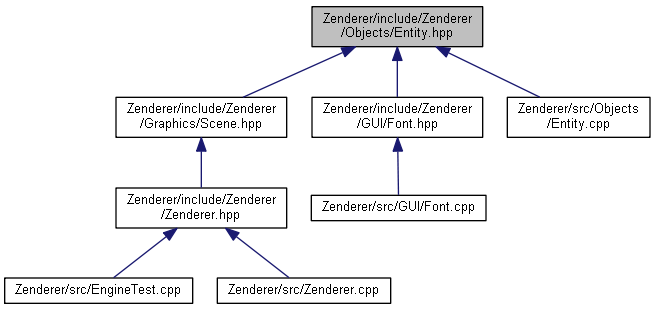 Zenderer/include/Zenderer
/Objects/Entity.hpp
Zenderer/include/Zenderer
/Graphics/Scene.hpp
Zenderer/include/Zenderer
/GUI/Font.hpp
Zenderer/src/Objects
/Entity.cpp
Zenderer/include/Zenderer
/Zenderer.hpp
Zenderer/src/GUI/Font.cpp
Zenderer/src/EngineTest.cpp
Zenderer/src/Zenderer.cpp